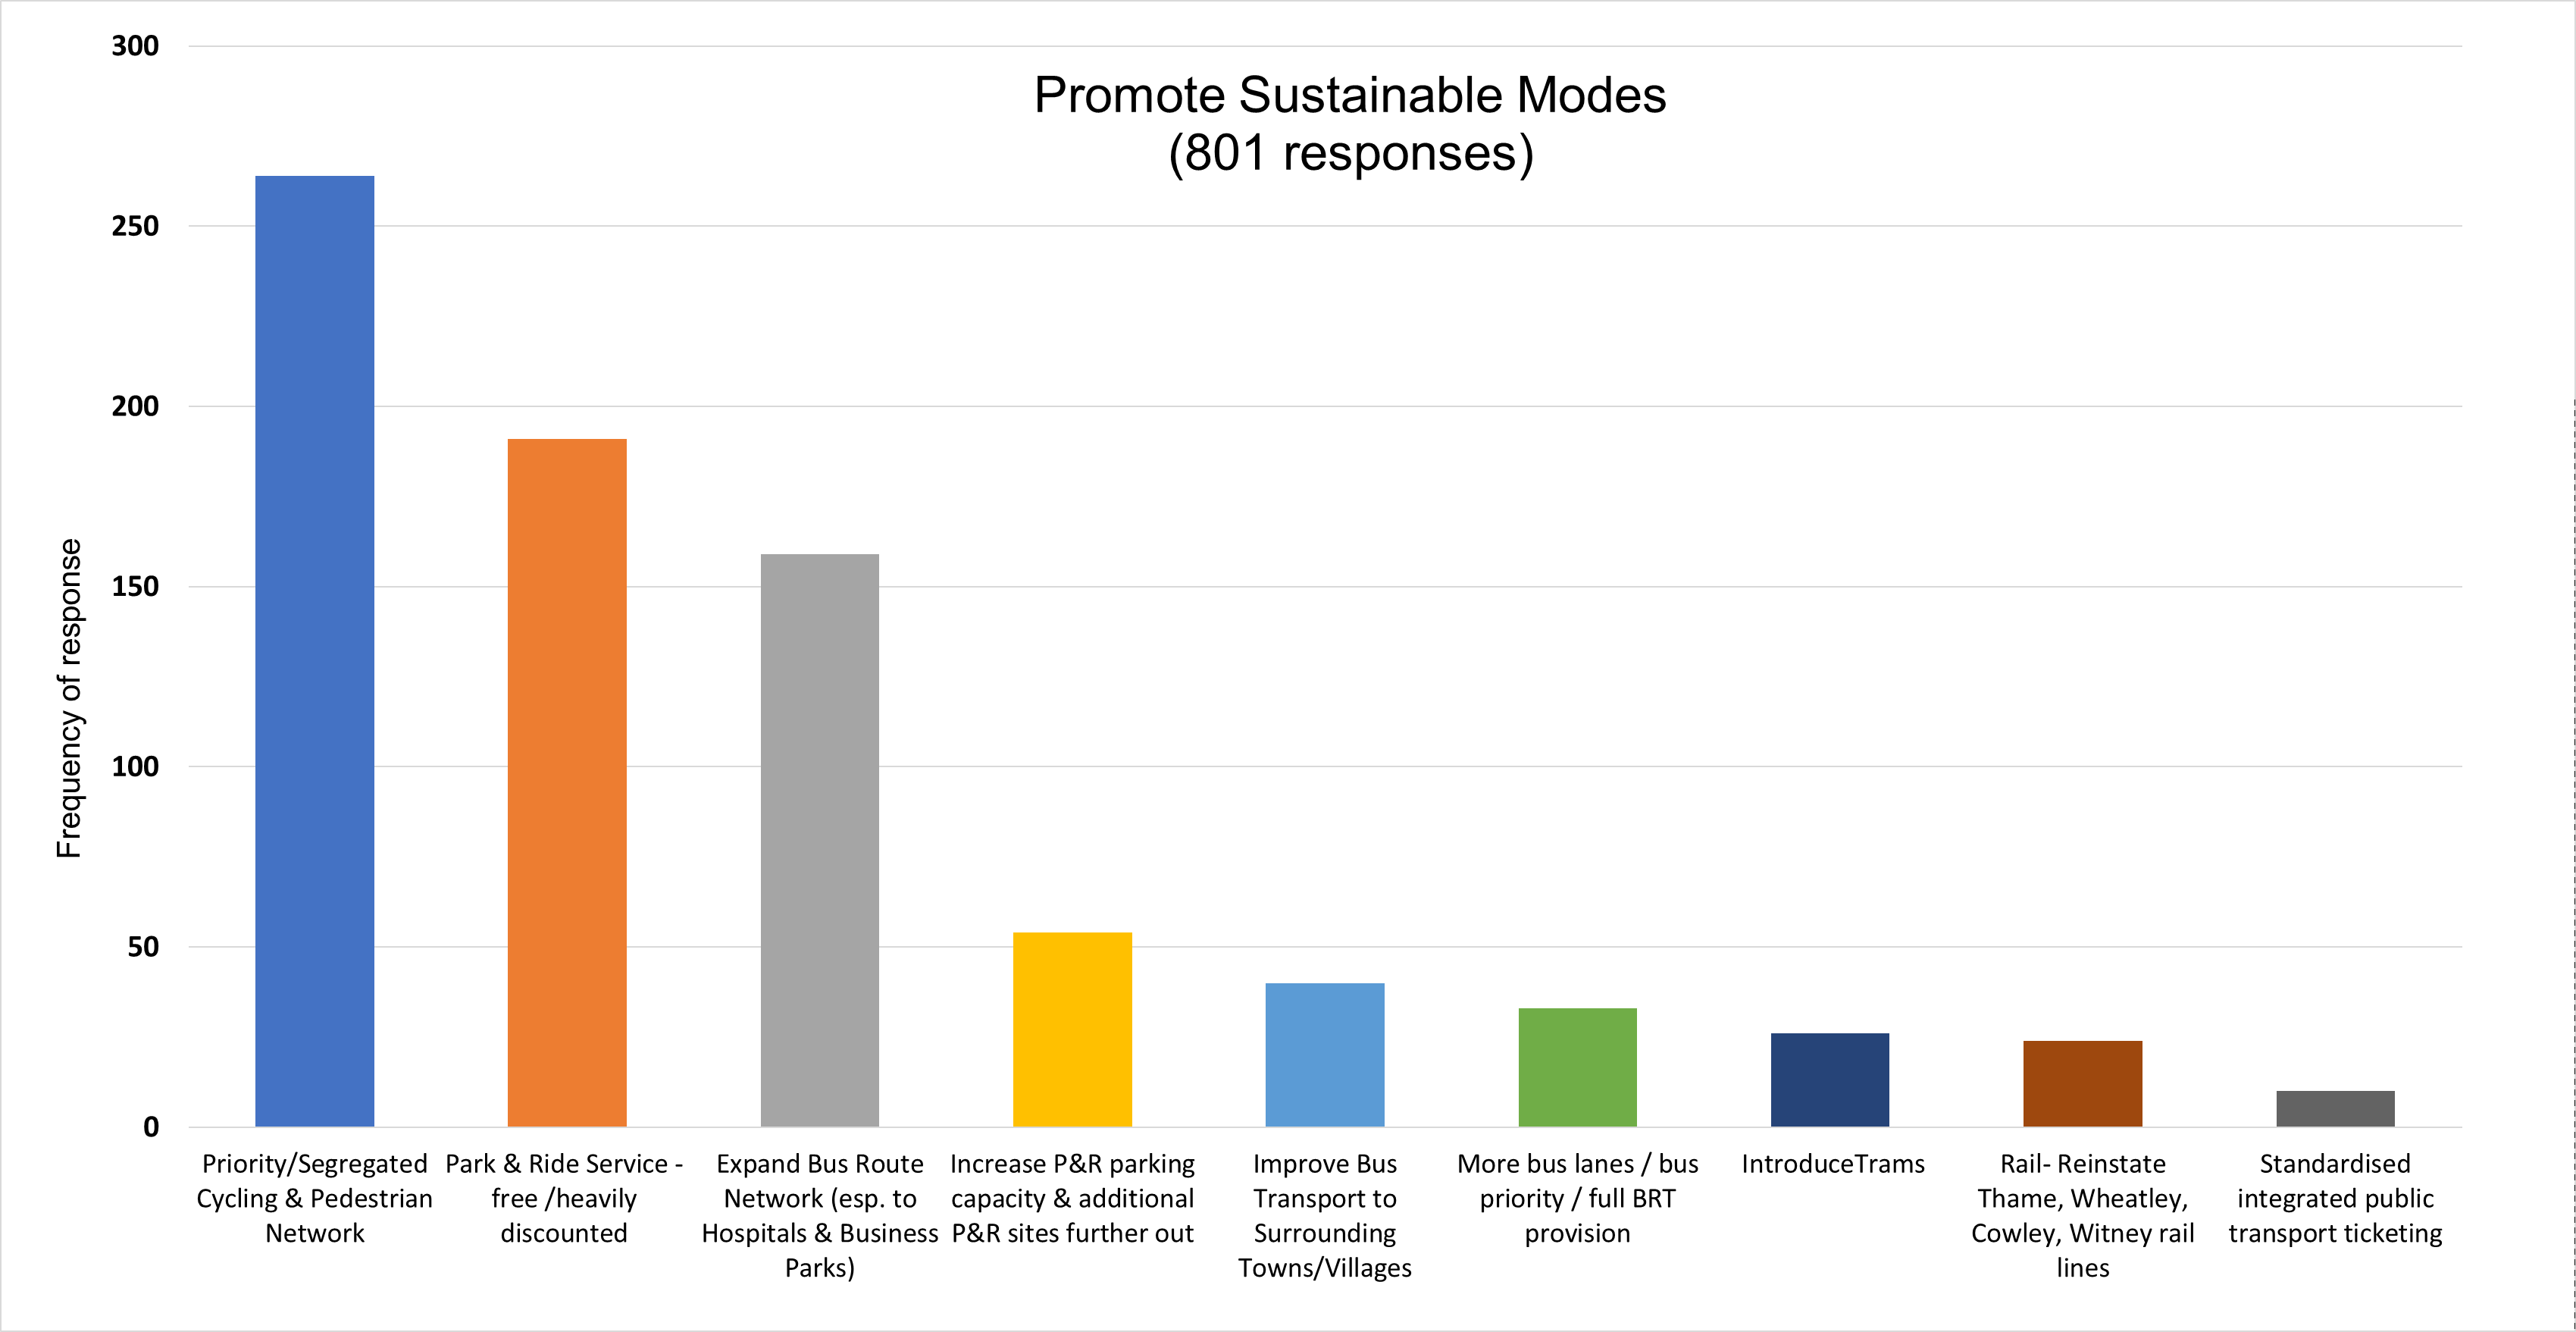 Promote Sustainable Modes
(801 responses)
300
250
200
150
100
50
0
Frequency of response
Priority/Segregated
Cycling & Pedestrian
Network
Park & Ride Service -
free /heavily
discounted
Expand Bus Route
Network (esp. to
Hospitals & Business
Parks)
Increase P&R parking
capacity & additional
P&R sites further out
Improve Bus
Transport to
Surrounding
Towns/Villages
More bus lanes / bus
priority / full BRT
provision
IntroduceTrams
Rail- Reinstate
Thame, Wheatley,
Cowley, Witney rail
lines
Standardised
integrated public
transport ticketing